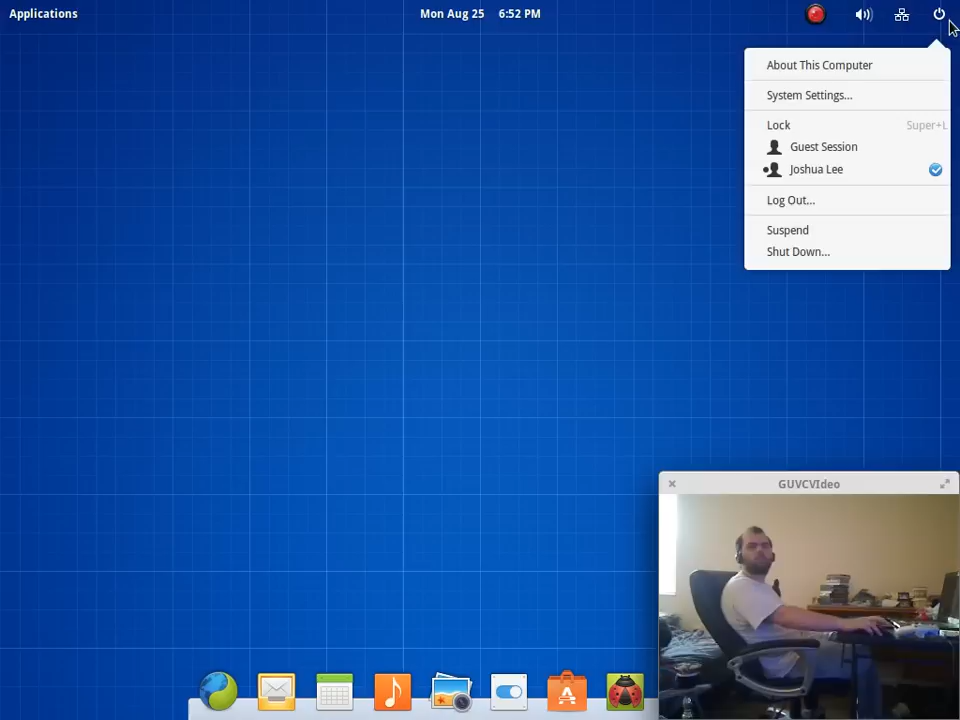 Applications
Mon Aug 25 6:52 PM
About This Computer
System Settings...
Lock Super+L
Guest Session
Joshua Lee
Log Out...
Suspend
Shut Down...
GUVCVIdeo